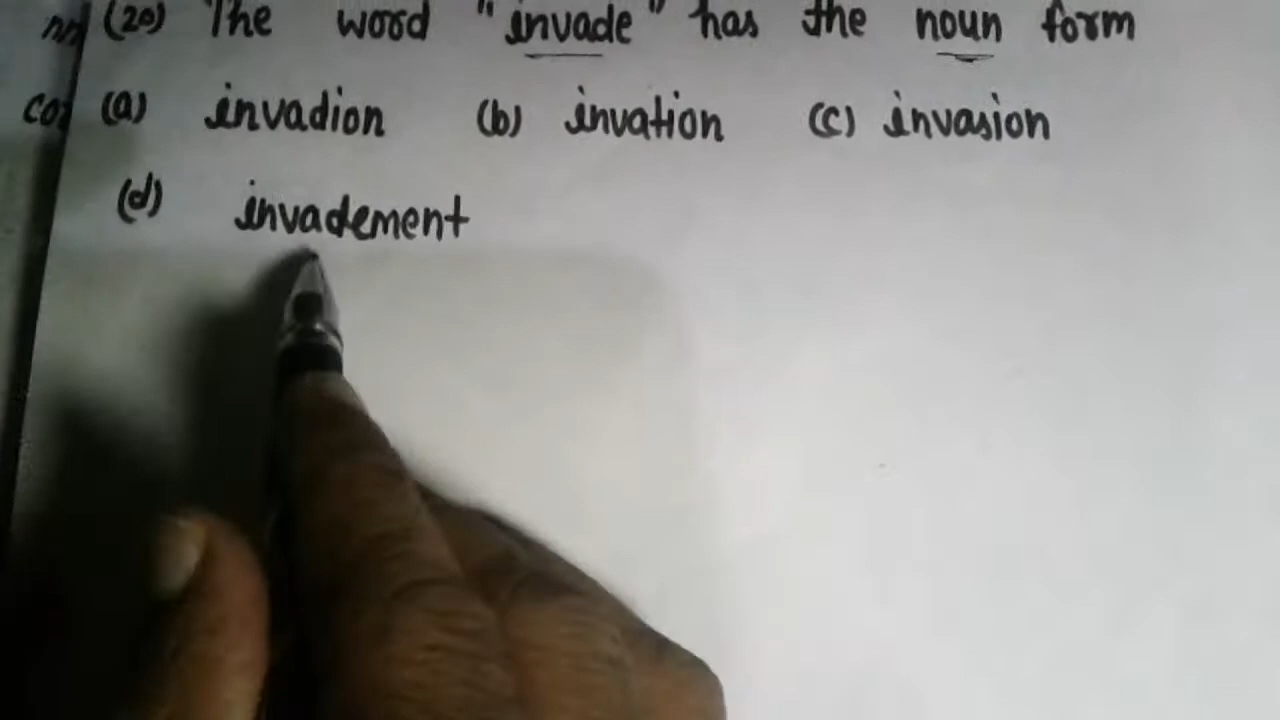 (20) The word "invade" has the noun form
(a) invadion (b) invation (c) invasion
(d) invadement